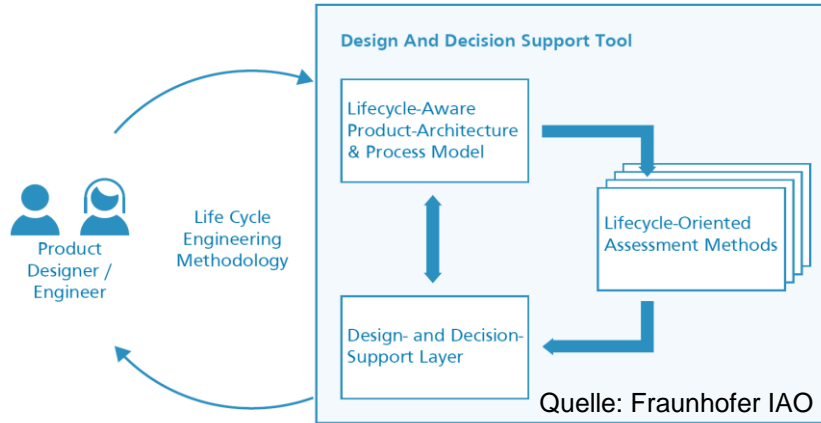 Design And Decision Support Tool
Lifecycle-Aware
Product-Architecture
& Process Model
Lifecycle-Oriented
Assessment Methods
Life Cycle
Engineering
Methodology
Product
Designer /
Engineer
Design- and Decision-
Support Layer
Quelle: Fraunhofer IAO